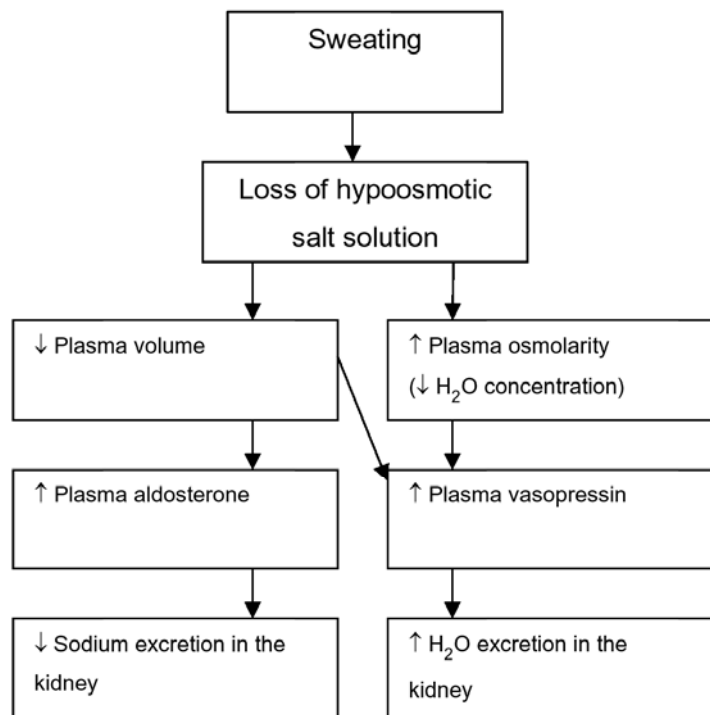 Sweating
Loss of hypoosmotic
salt solution
↓ Plasma volume
↑ Plasma osmolarity
(↓ H₂O concentration)
↑ Plasma aldosterone
↑ Plasma vasopressin
↓ Sodium excretion in the
kidney
↑ H₂O excretion in the
kidney